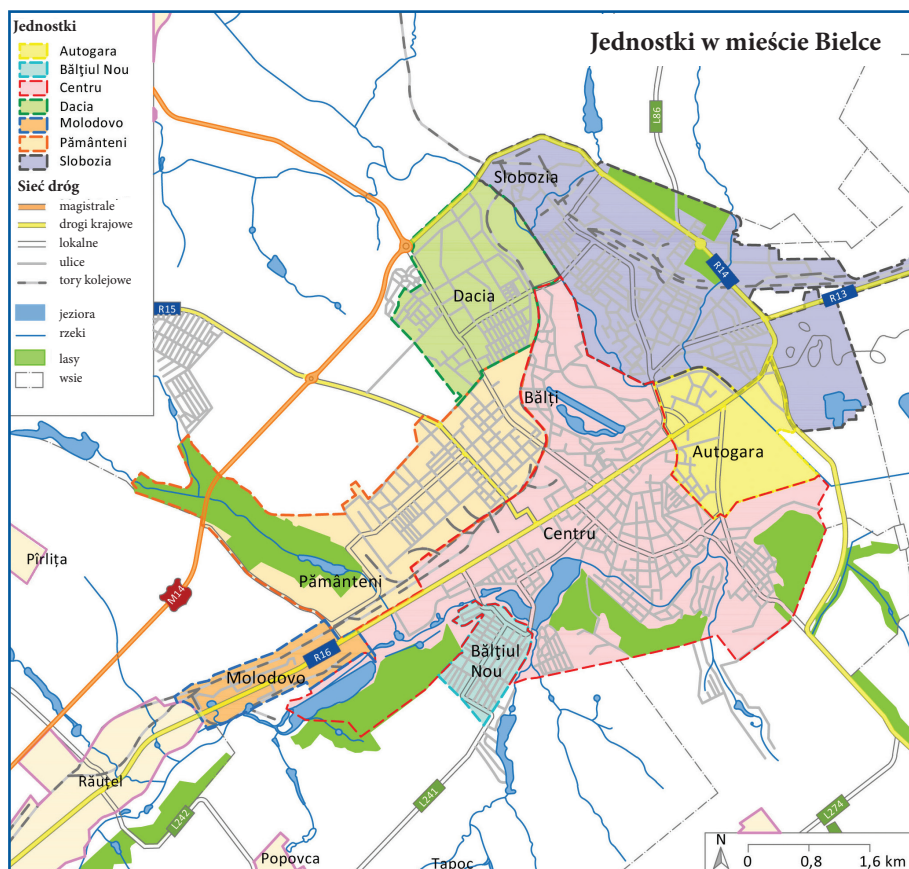 Jednostki w mieście Bielce
Jednostki
Autogara
Bălţiul Nou
Centru
Dacia
Molodovo
Pământeni
Slobozia
Sieć dróg
magistrale
drogi krajowe
lokalne
ulice
tory kolejowe
jeziora
rzeki
lasy
wsie
L86
Slobozia
R14
R13
R15
Dacia
Bălți
Autogara
Centru
Pîrlița
Pământeni
M14
R16
Molodovo
Bălţiul
Nou
Răuțel
L242
L241
L274
Popovca
Tapoc
N
0 0,8 1,6 km